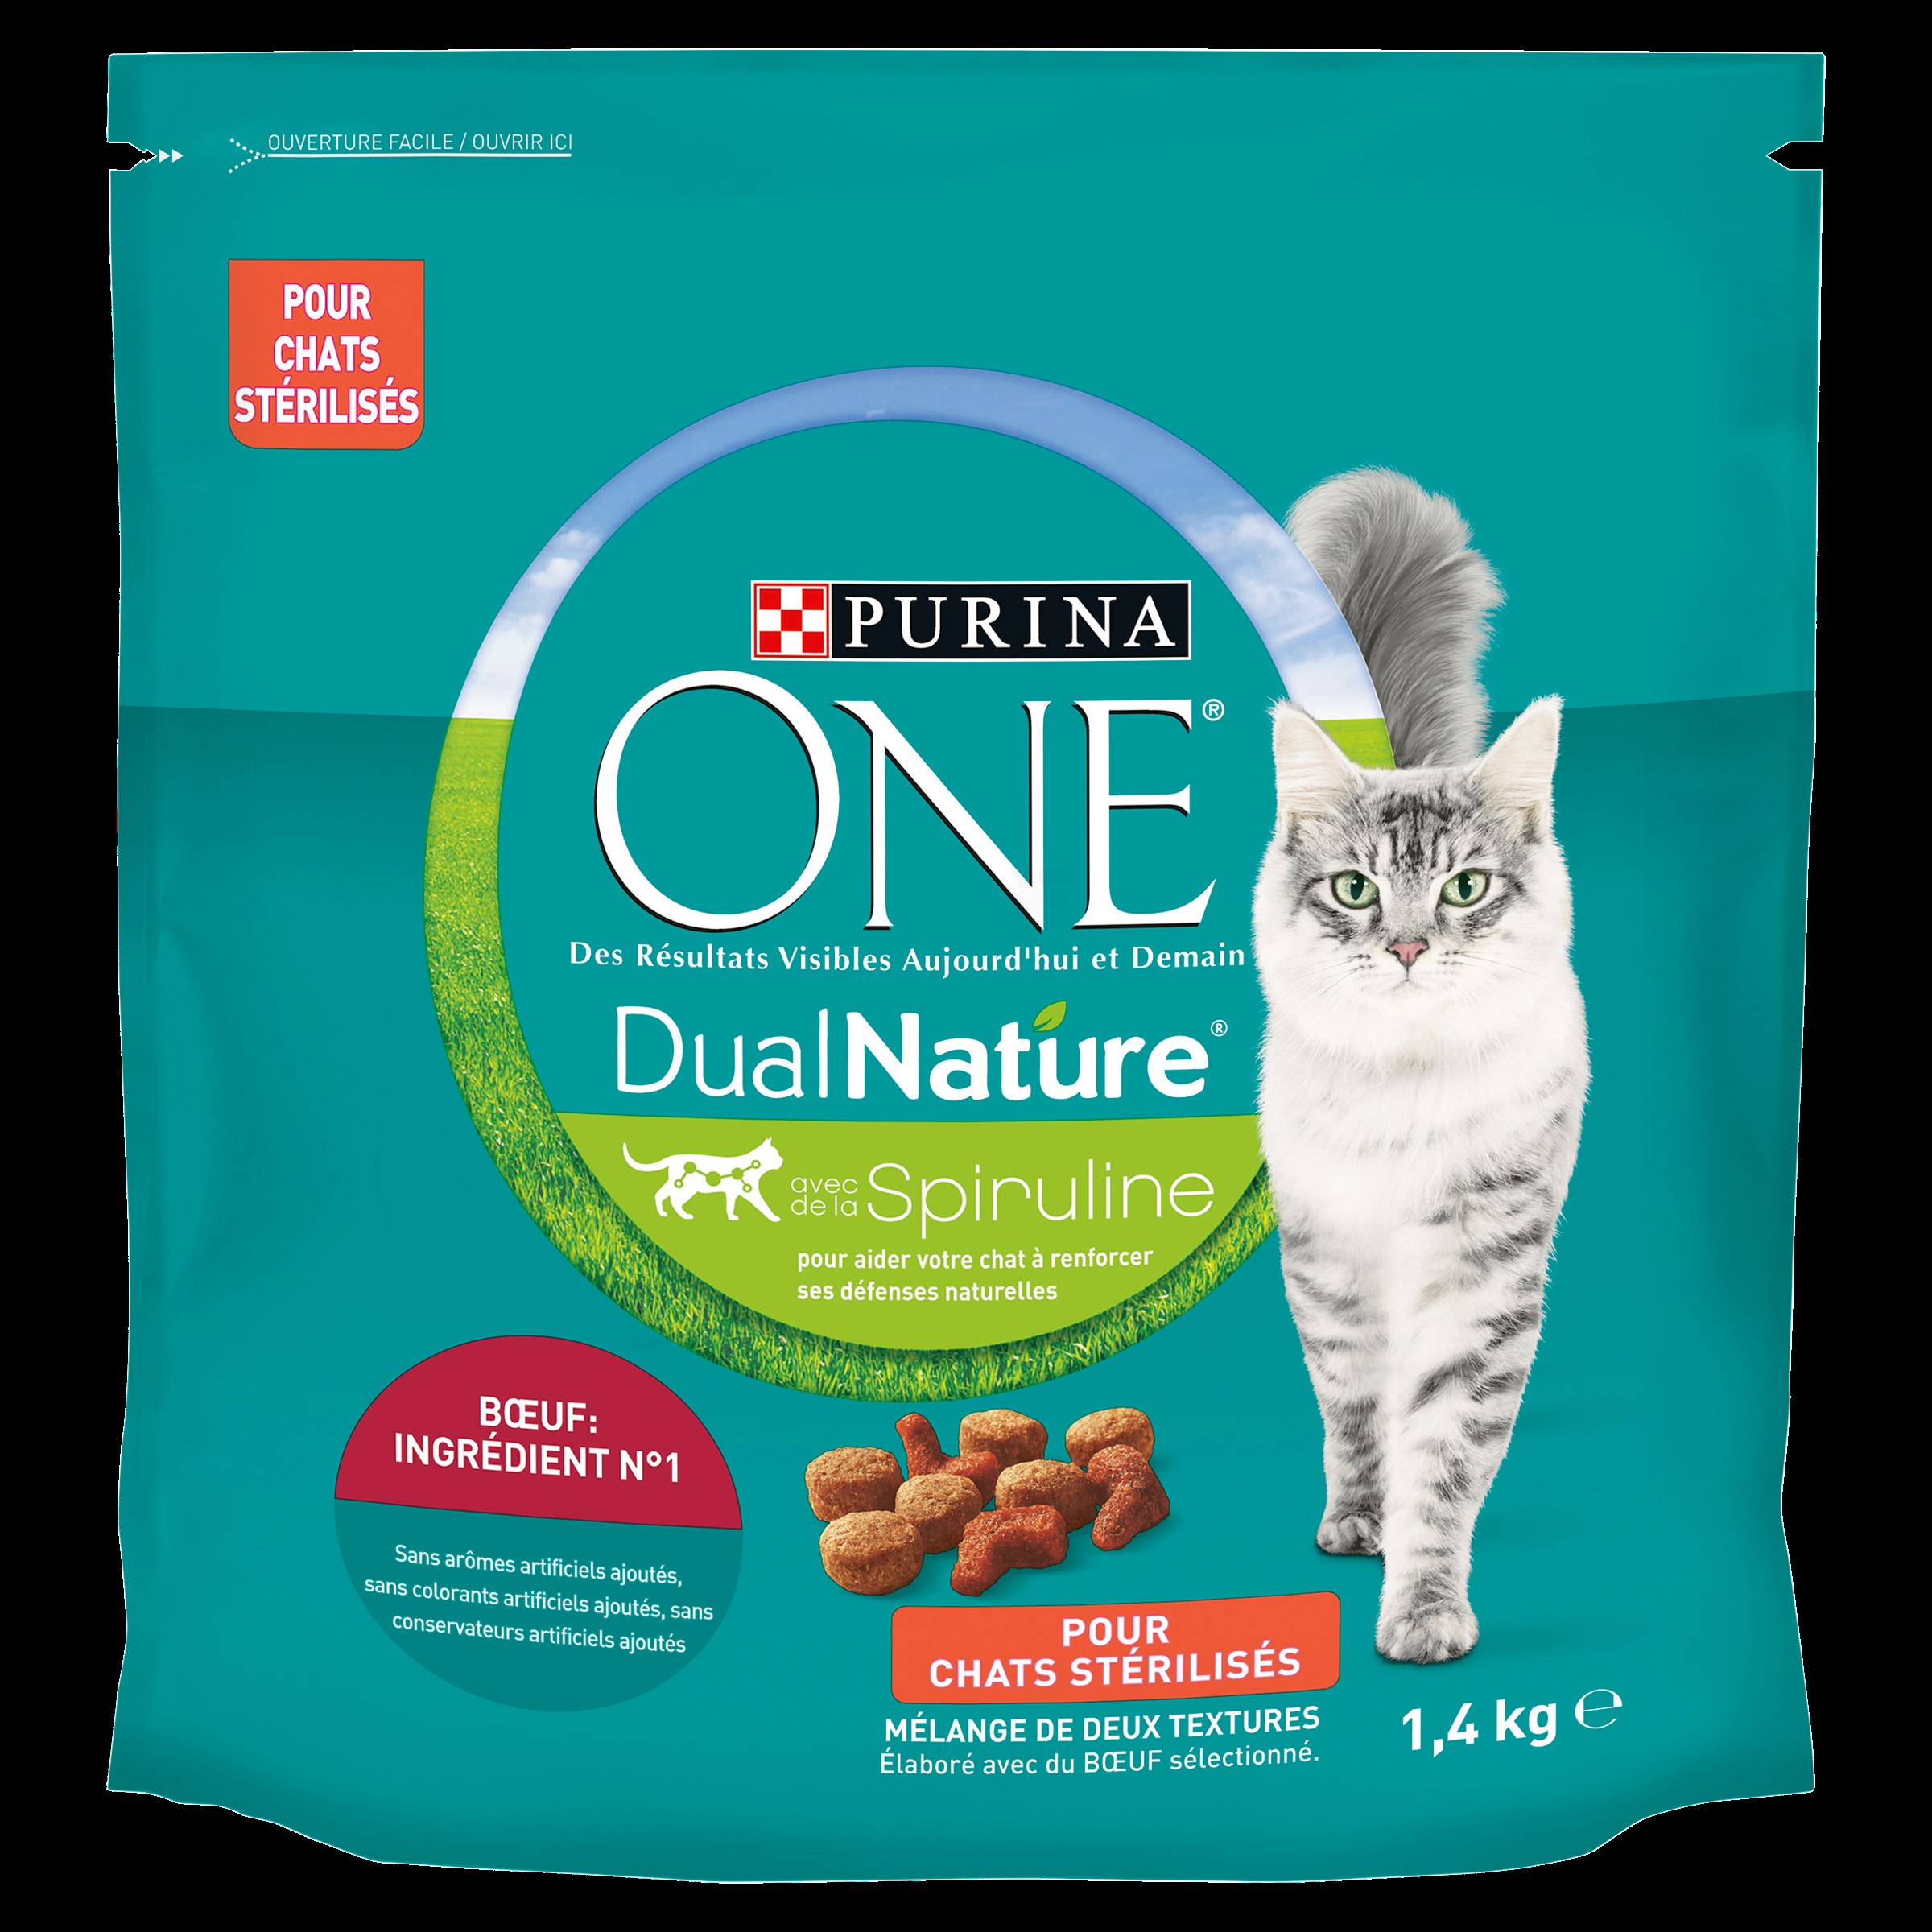 OUVERTURE FACILE / OUVRIR ICI
POUR
CHATS
STÉRILISÉS
PURINA
ONE®
Des Résultats Visibles Aujourd'hui et Demain
DualNature®
avec
de la
Spiruline
pour aider votre chat à renforcer
ses défenses naturelles
BŒUF:
INGRÉDIENT N°1
Sans arômes artificiels ajoutés,
sans colorants artificiels ajoutés, sans
conservateurs artificiels ajoutés
POUR
CHATS STÉRILISÉS
MÉLANGE DE DEUX TEXTURES
Élaboré avec du BŒUF sélectionné.
1,4 kg ℮